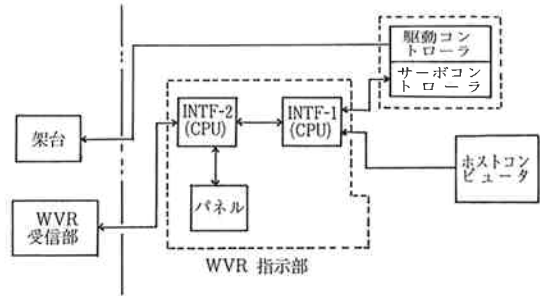 駆動コン
トローラ
サーボコン
トローラ
INTF-2
(CPU)
INTF-1
(CPU)
架台
ホストコン
ピュータ
パネル
WVR
受信部
WVR 指示部